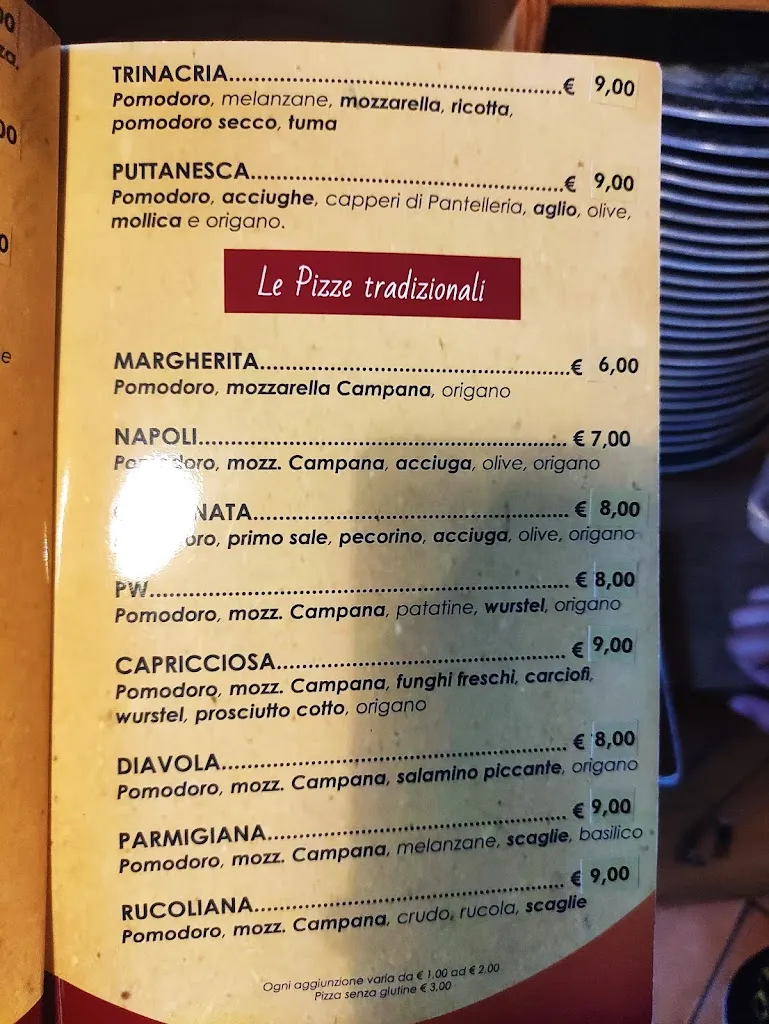 TRINACRIA..........€ 9,00
Pomodoro, melanzane, mozzarella, ricotta,
pomodoro secco, tuma
PUTTANESCA..........€ 9,00
Pomodoro, acciughe, capperi di Pantelleria, aglio, olive,
mollica e origano.
Le Pizze tradizionali
MARGHERITA..........€ 6,00
Pomodoro, mozzarella Campana, origano
NAPOLI..........€ 7,00
Pomodoro, mozz. Campana, acciuga, olive, origano
..........€ 8,00
primo sale, pecorino, acciuga, olive, origano
PW..........€ 8,00
Pomodoro, mozz. Campana, patatine, wurstel, origano
CAPRICCIOSA..........€ 9,00
Pomodoro, mozz. Campana, funghi freschi, carciofi,
wurstel, prosciutto cotto, origano
DIAVOLA..........€ 8,00
Pomodoro, mozz. Campana, salamino piccante, origano
PARMIGIANA..........€ 9,00
Pomodoro, mozz. Campana, melanzane, scaglie, basilico
RUCOLIANA..........€ 9,00
Pomodoro, mozz. Campana, crudo, rucola, scaglie
Ogni aggiunzione varia da € 1.00 ad € 2.00
Pizza senza glutine € 3.00